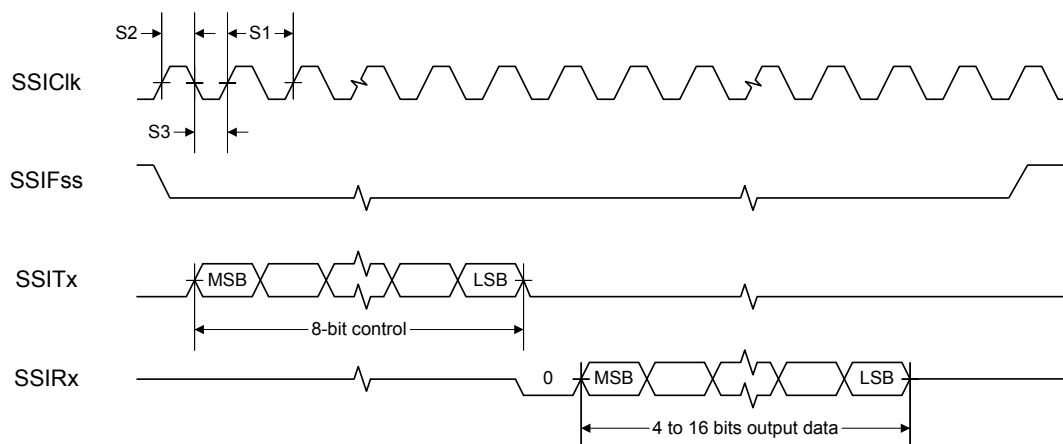 S2
S1
SSIClk
S3
SSIFss
SSITx
MSB
LSB
8-bit control
SSIRx
0
MSB
LSB
4 to 16 bits output data